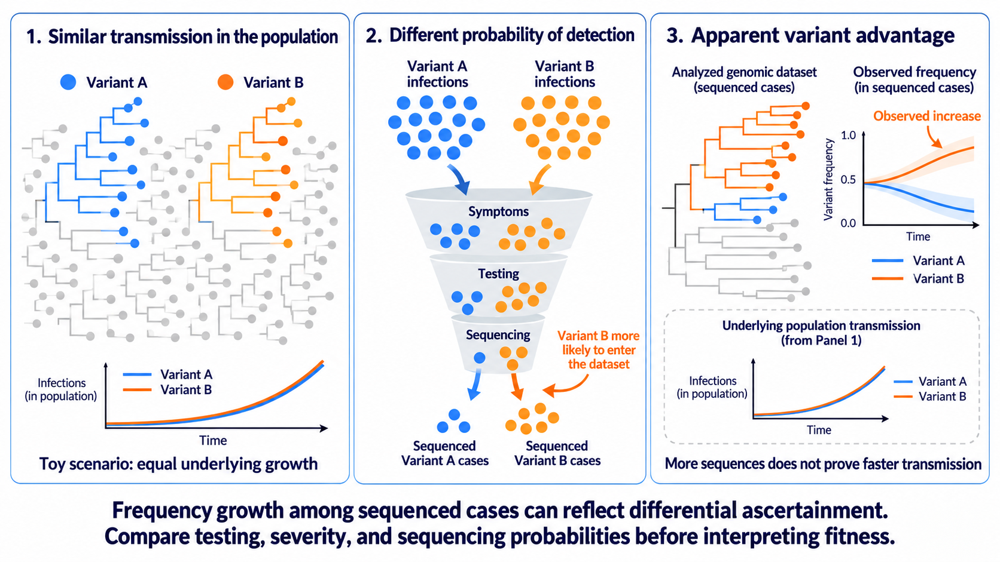 1. Similar transmission in the population
Variant A
Variant B
Infections
(in population)
Variant A
Variant B
Time
Toy scenario: equal underlying growth
2. Different probability of detection
Variant A
infections
Variant B
infections
Symptoms
Testing
Sequencing
Variant B more
likely to enter
the dataset
Sequenced
Variant A cases
Sequenced
Variant B cases
3. Apparent variant advantage
Analyzed genomic dataset
(sequenced cases)
Observed frequency
(in sequenced cases)
Observed increase
Variant frequency
1.0
0.5
0.0
Time
Variant A
Variant B
Underlying population transmission
(from Panel 1)
Infections
(in population)
Variant A
Variant B
Time
More sequences does not prove faster transmission
Frequency growth among sequenced cases can reflect differential ascertainment.
Compare testing, severity, and sequencing probabilities before interpreting fitness.